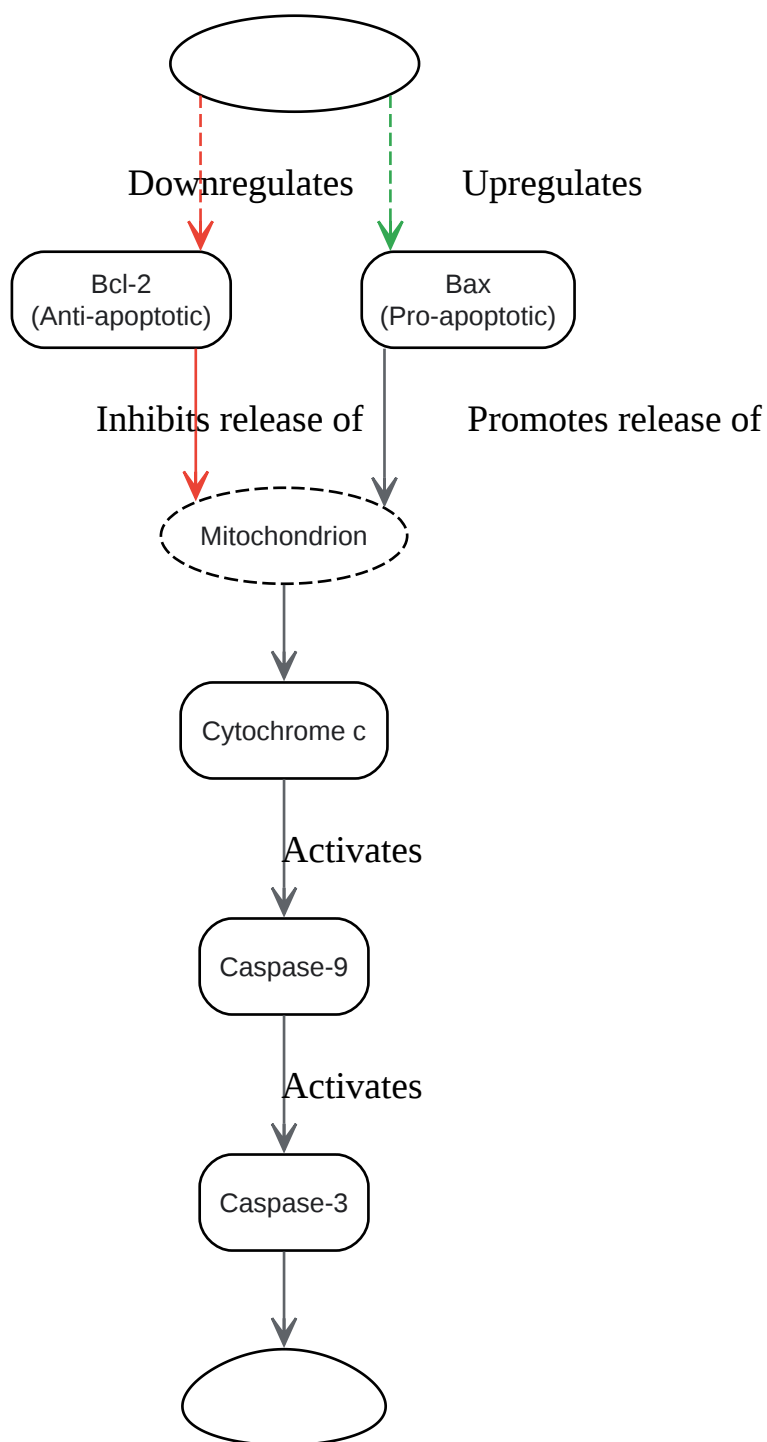 Downregulates
Upregulates
Bcl-2
(Anti-apoptotic)
Bax
(Pro-apoptotic)
Inhibits release of
Promotes release of
Mitochondrion
Cytochrome c
Activates
Caspase-9
Activates
Caspase-3